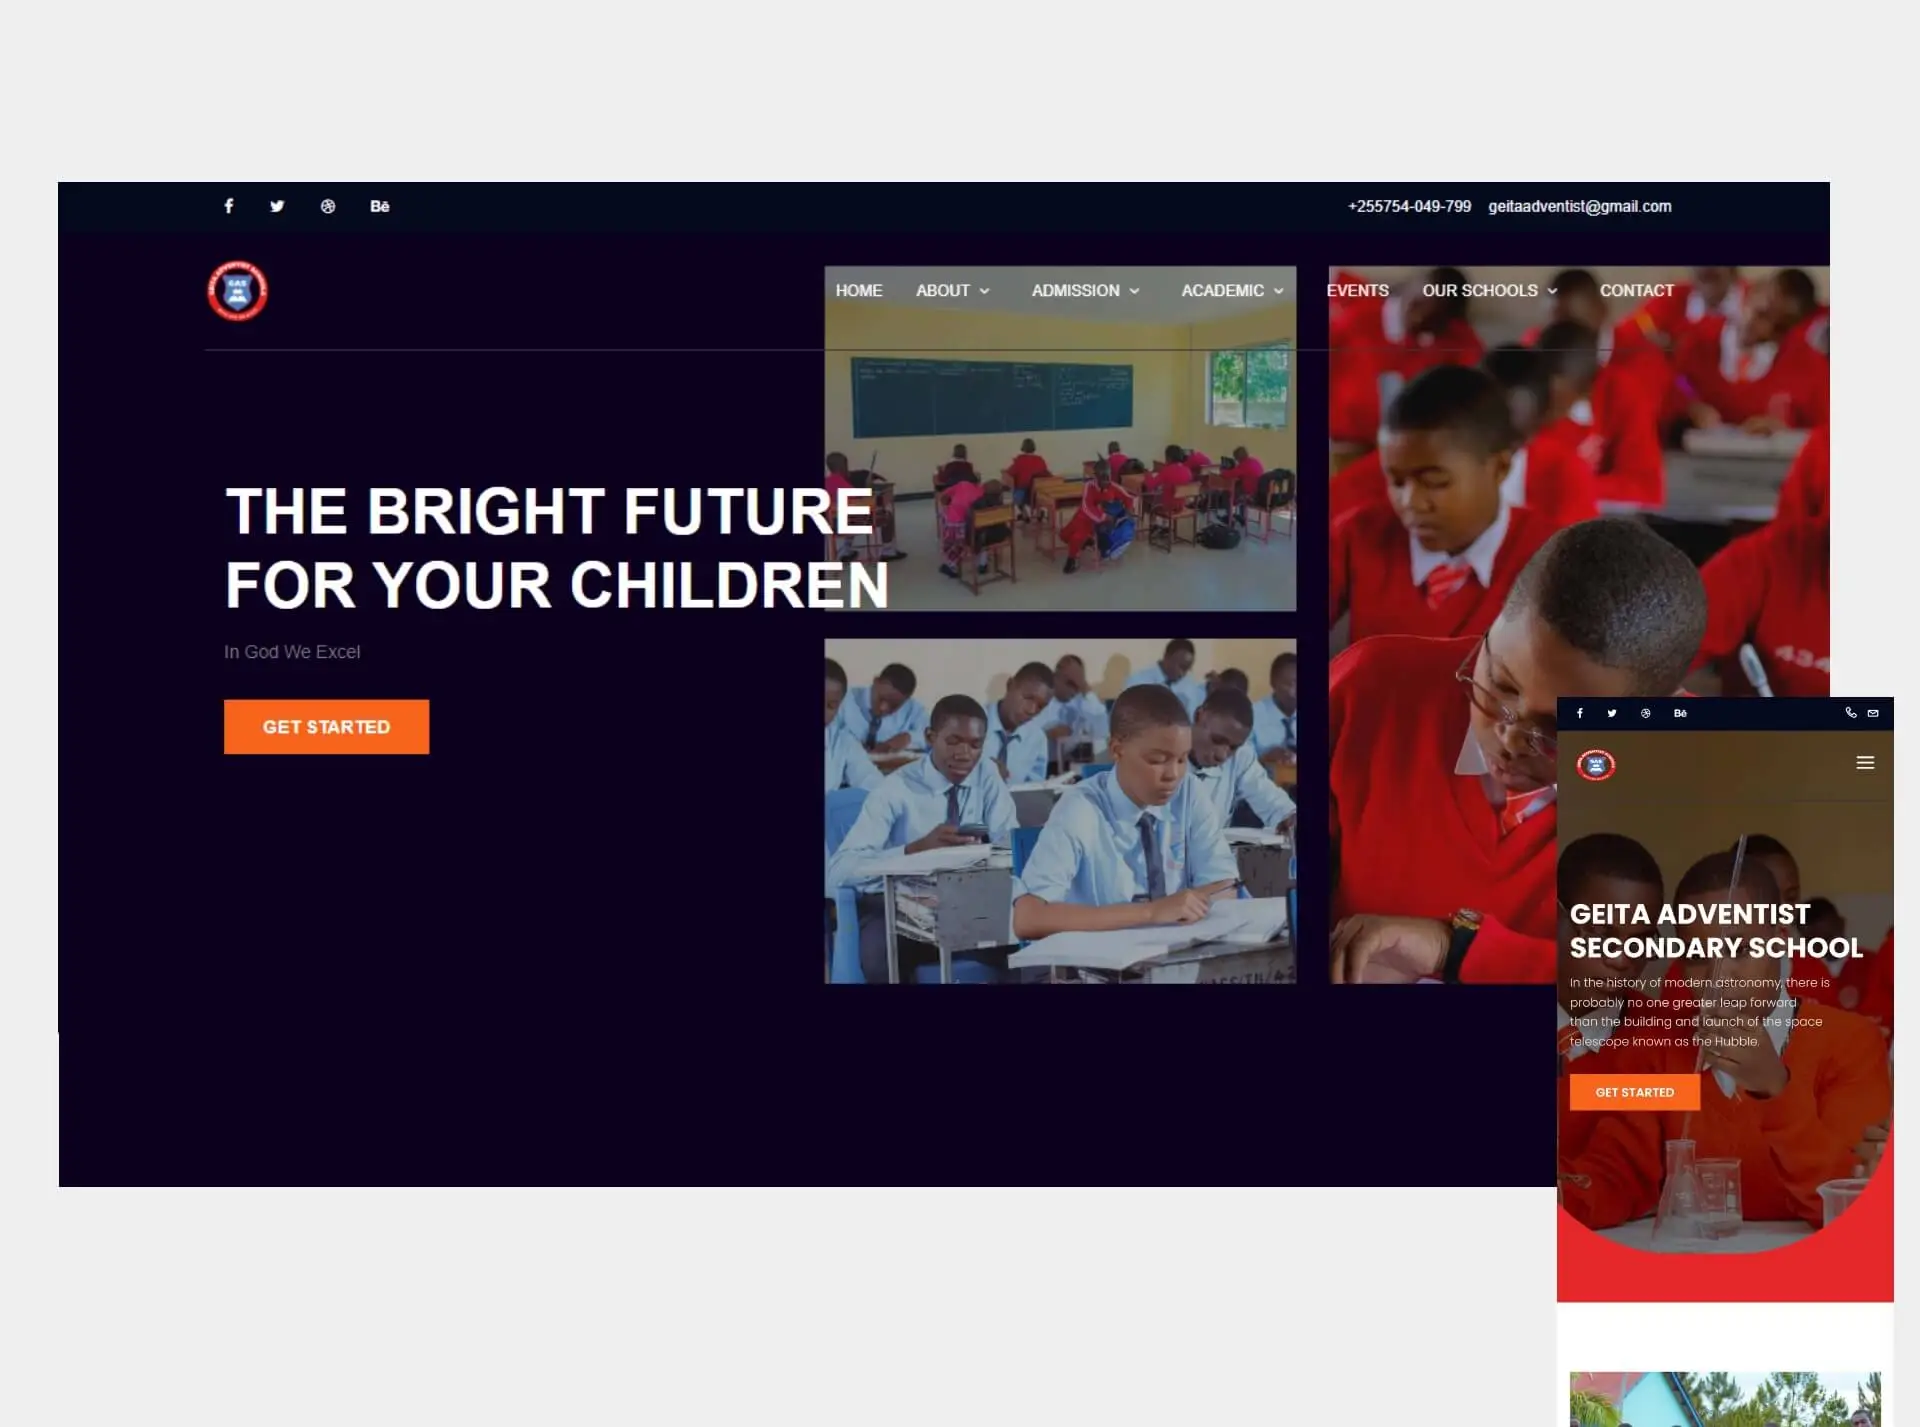 +255754-049-799 geitaadventist@gmail.com
GAS
HOME ABOUT ADMISSION ACADEMIC EVENTS OUR SCHOOLS CONTACT
THE BRIGHT FUTURE
FOR YOUR CHILDREN
In God We Excel
GET STARTED
434
Bē
GAS
GEITA ADVENTIST
SECONDARY SCHOOL
In the history of modern astronomy, there is
probably no one greater leap forward
than the building and launch of the space
telescope known as the Hubble.
GET STARTED